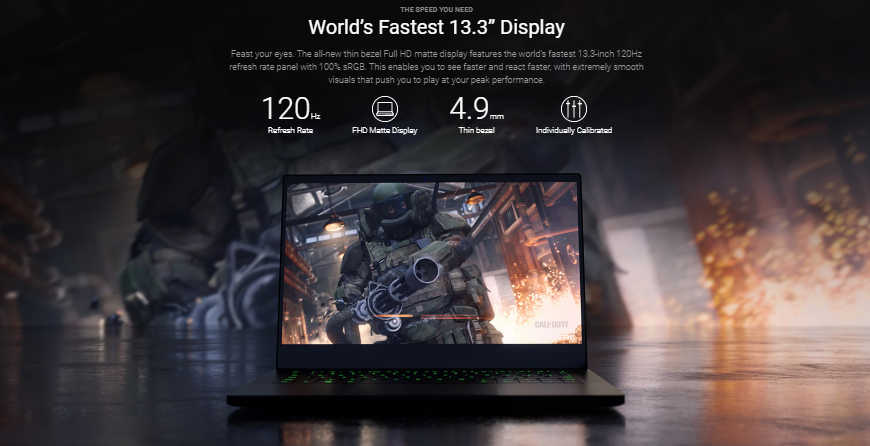 THE SPEED YOU NEED
World's Fastest 13.3” Display
Feast your eyes. The all-new thin bezel Full HD matte display features the world's fastest 13.3-inch 120Hz
refresh rate panel with 100% sRGB. This enables you to see faster and react faster, with extremely smooth
visuals that push you to play at your peak performance.
120Hz
Refresh Rate
FHD Matte Display
4.9mm
Thin bezel
Individually Calibrated
CALL OF DUTY